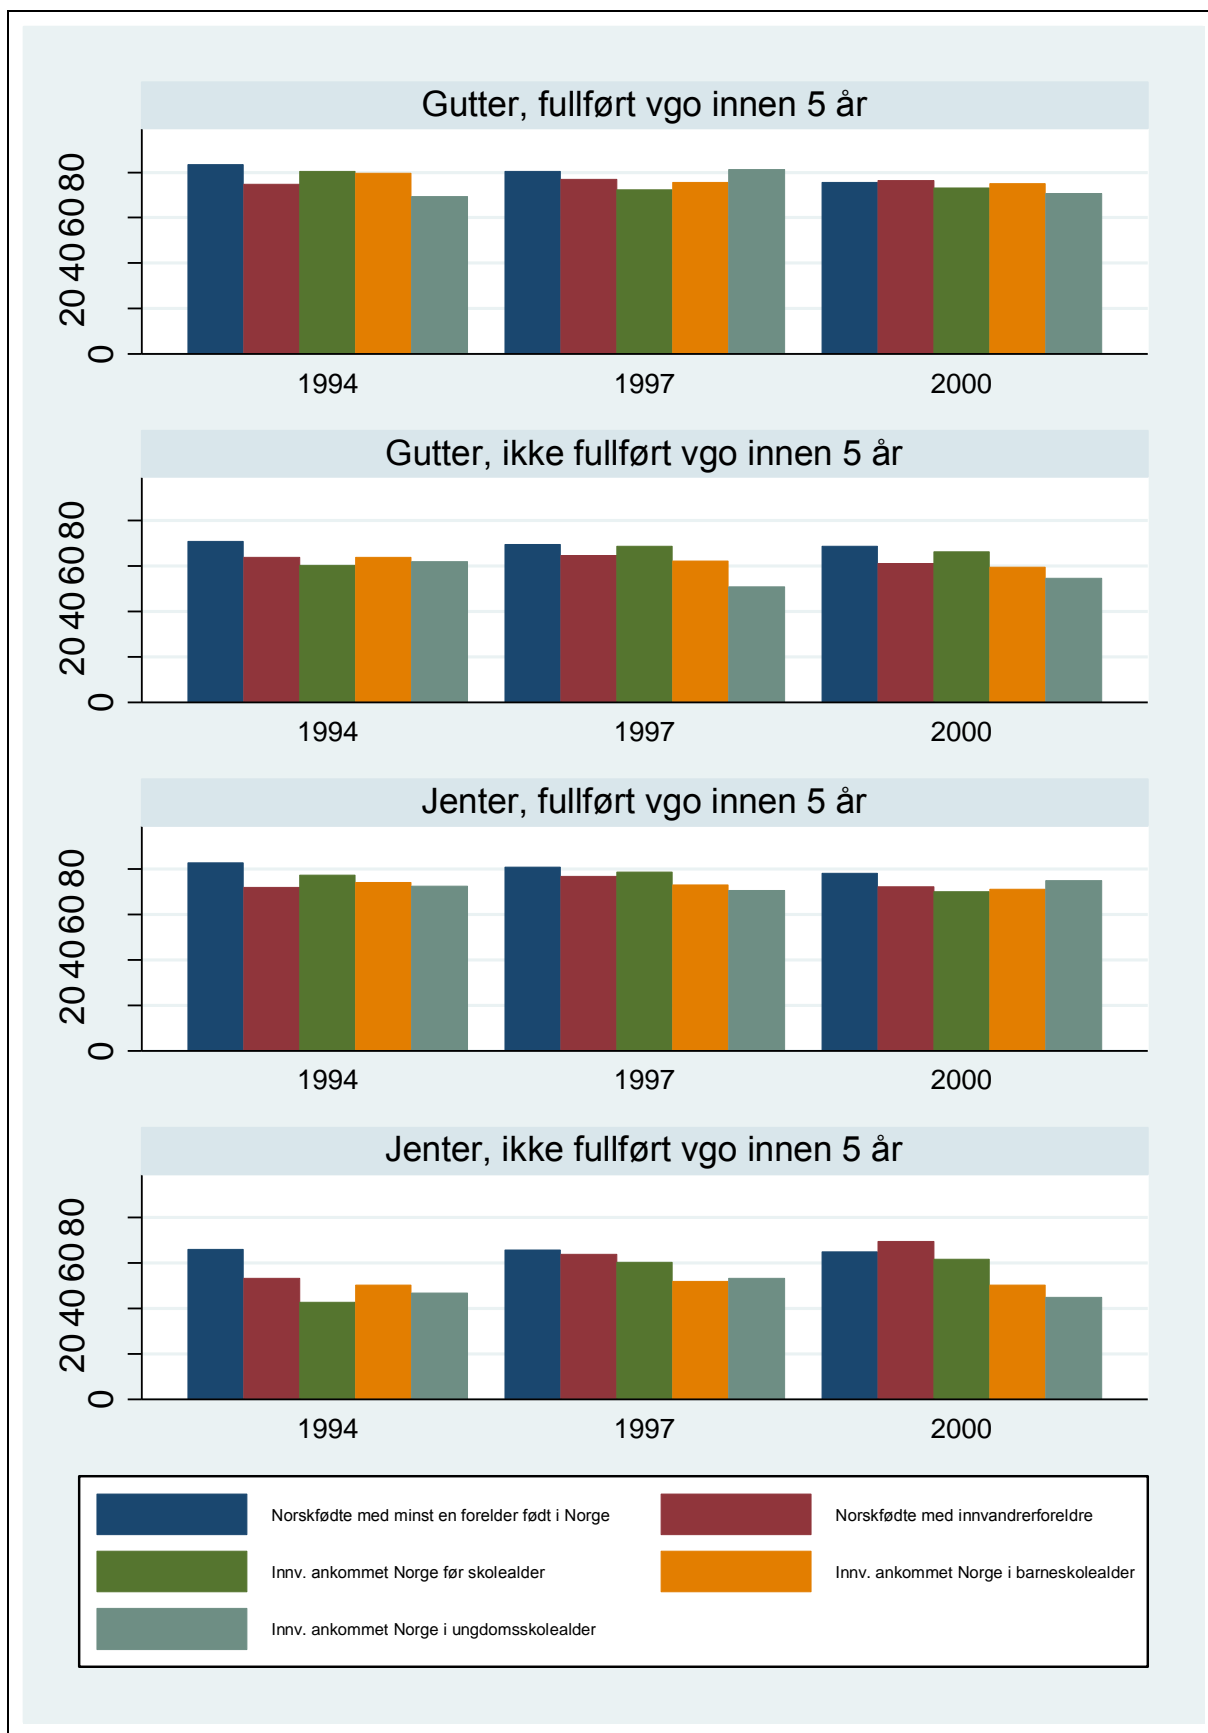 Gutter, fullført vgo innen 5 år
80
60
40
20
0
1994 1997 2000
Gutter, ikke fullført vgo innen 5 år
80
60
40
20
0
1994 1997 2000
Jenter, fullført vgo innen 5 år
80
60
40
20
0
1994 1997 2000
Jenter, ikke fullført vgo innen 5 år
80
60
40
20
0
1994 1997 2000
Norskfødte med minst en forelder født i Norge Norskfødte med innvandrerforeldre
Innv. ankommet Norge før skolealder Innv. ankommet Norge i barneskolealder
Innv. ankommet Norge i ungdomsskolealder